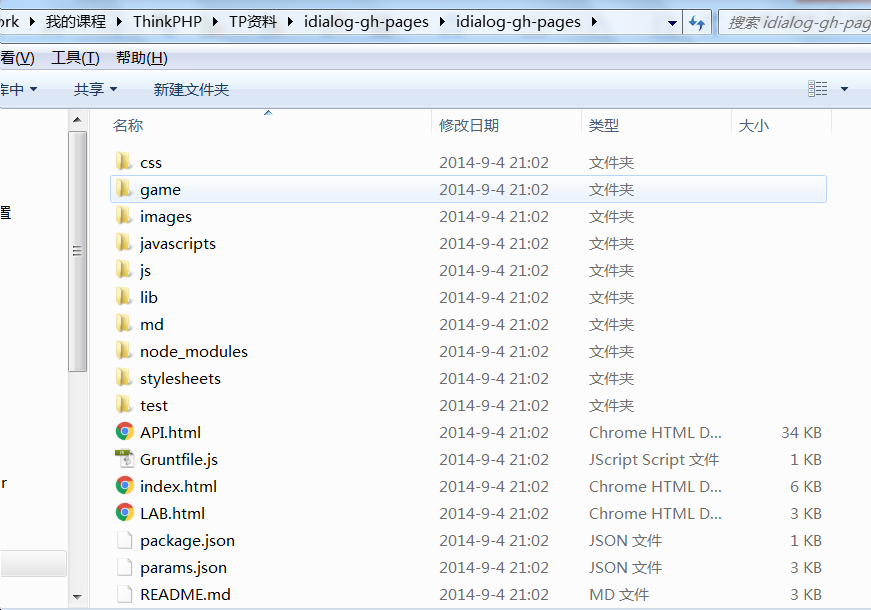 ork 我的课程 ThinkPHP TP资料 idialog-gh-pages idialog-gh-pages 搜索 idialog-gh-pag
看(V) 工具(T) 帮助(H)
库中 共享 新建文件夹
名称 修改日期 类型 大小
css 2014-9-4 21:02 文件夹
game 2014-9-4 21:02 文件夹
images 2014-9-4 21:02 文件夹
置
javascripts 2014-9-4 21:02 文件夹
js 2014-9-4 21:02 文件夹
lib 2014-9-4 21:02 文件夹
md 2014-9-4 21:02 文件夹
node_modules 2014-9-4 21:02 文件夹
stylesheets 2014-9-4 21:02 文件夹
test 2014-9-4 21:02 文件夹
API.html 2014-9-4 21:02 Chrome HTML D... 34 KB
Gruntfile.js 2014-9-4 21:02 JScript Script 文件 1 KB
r
index.html 2014-9-4 21:02 Chrome HTML D... 6 KB
LAB.html 2014-9-4 21:02 Chrome HTML D... 3 KB
package.json 2014-9-4 21:02 JSON 文件 1 KB
params.json 2014-9-4 21:02 JSON 文件 3 KB
README.md 2014-9-4 21:02 MD 文件 3 KB